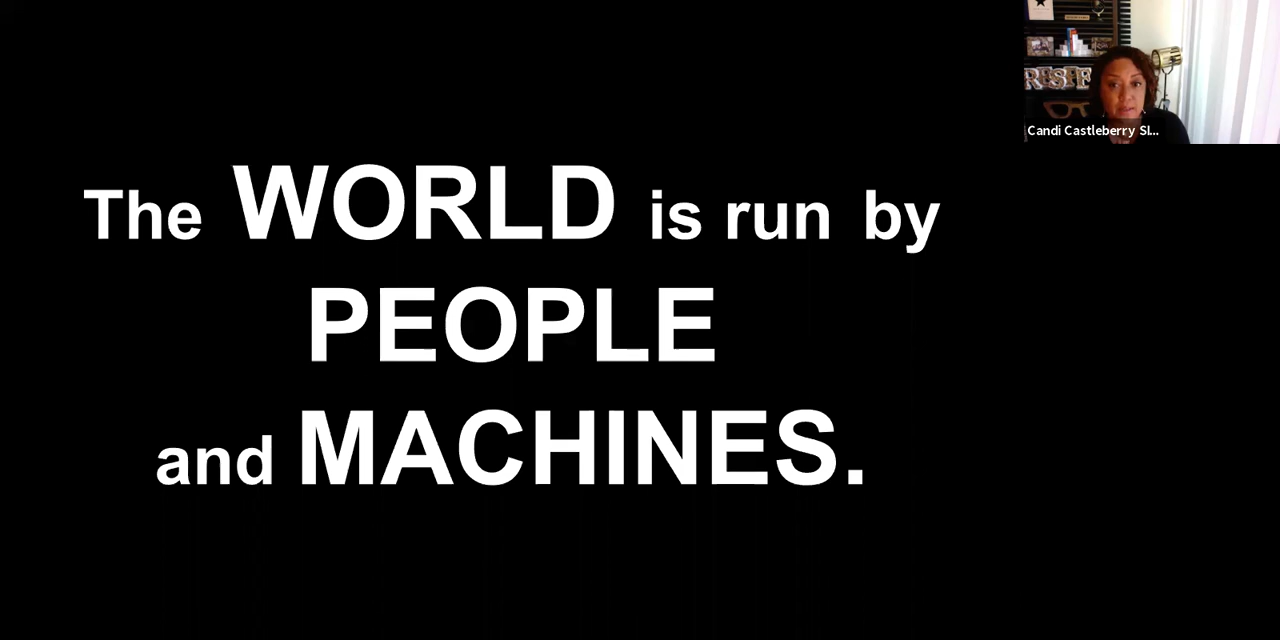 The WORLD is run by
PEOPLE
and MACHINES.
Candi Castleberry Sl...